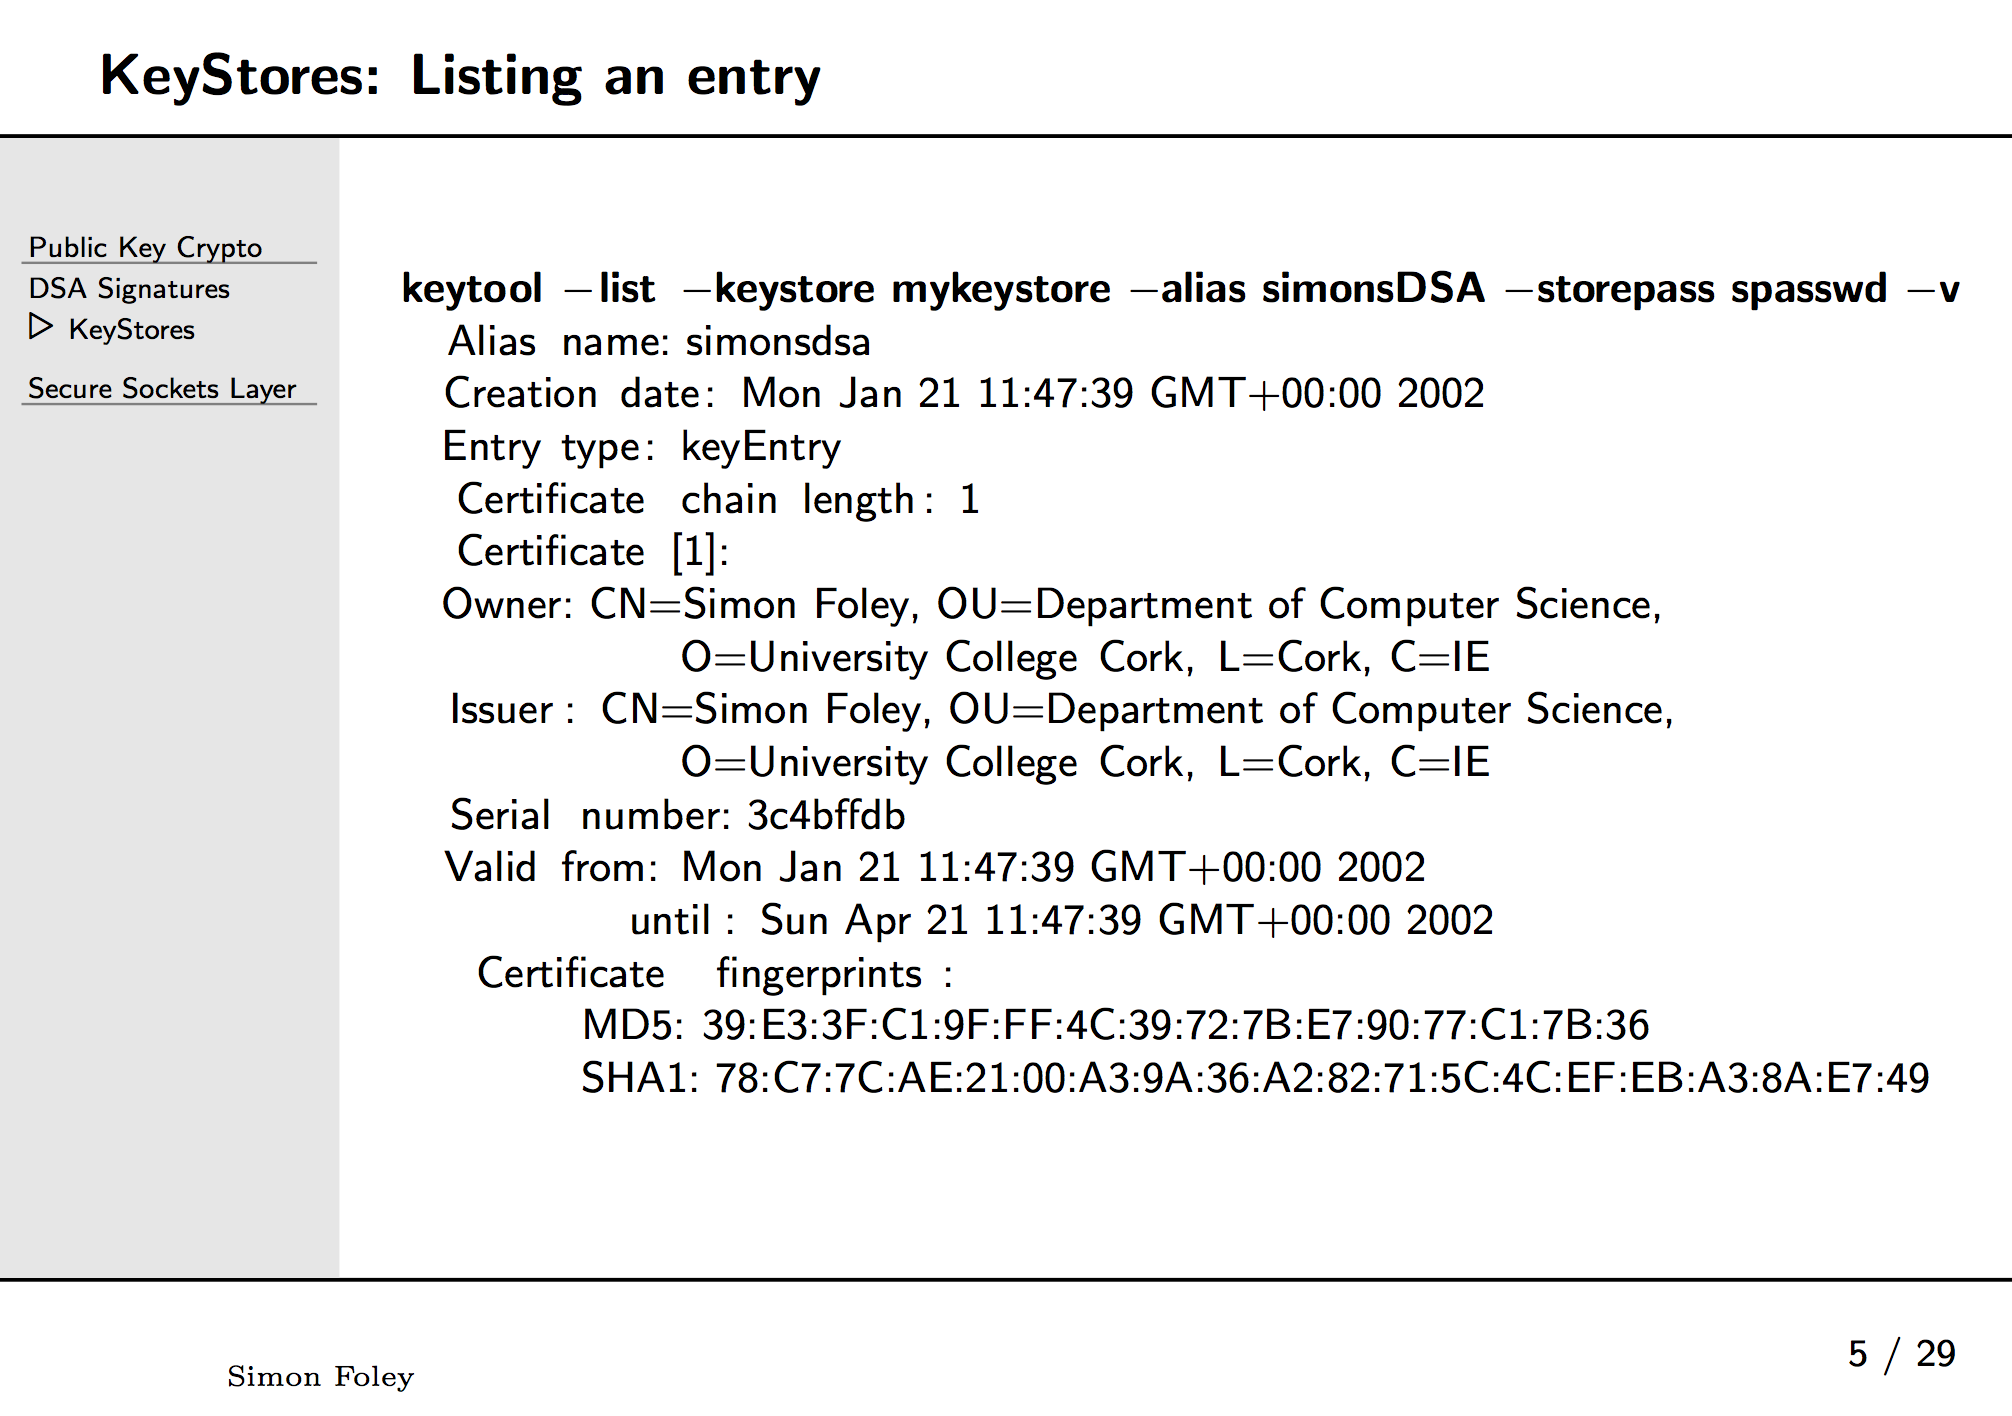 KeyStores: Listing an entry
Public Key Crypto
DSA Signatures
▷ KeyStores
Secure Sockets Layer
keytool –list –keystore mykeystore –alias simonsDSA –storepass spasswd –v
Alias name: simonsdsa
Creation date: Mon Jan 21 11:47:39 GMT+00:00 2002
Entry type: keyEntry
Certificate chain length: 1
Certificate [1]:
Owner: CN=Simon Foley, OU=Department of Computer Science,
O=University College Cork, L=Cork, C=IE
Issuer: CN=Simon Foley, OU=Department of Computer Science,
O=University College Cork, L=Cork, C=IE
Serial number: 3c4bffdb
Valid from: Mon Jan 21 11:47:39 GMT+00:00 2002
until: Sun Apr 21 11:47:39 GMT+00:00 2002
Certificate fingerprints:
MD5: 39:E3:3F:C1:9F:FF:4C:39:72:7B:E7:90:77:C1:7B:36
SHA1: 78:C7:7C:AE:21:00:A3:9A:36:A2:82:71:5C:4C:EF:EB:A3:8A:E7:49
Simon Foley
5 / 29